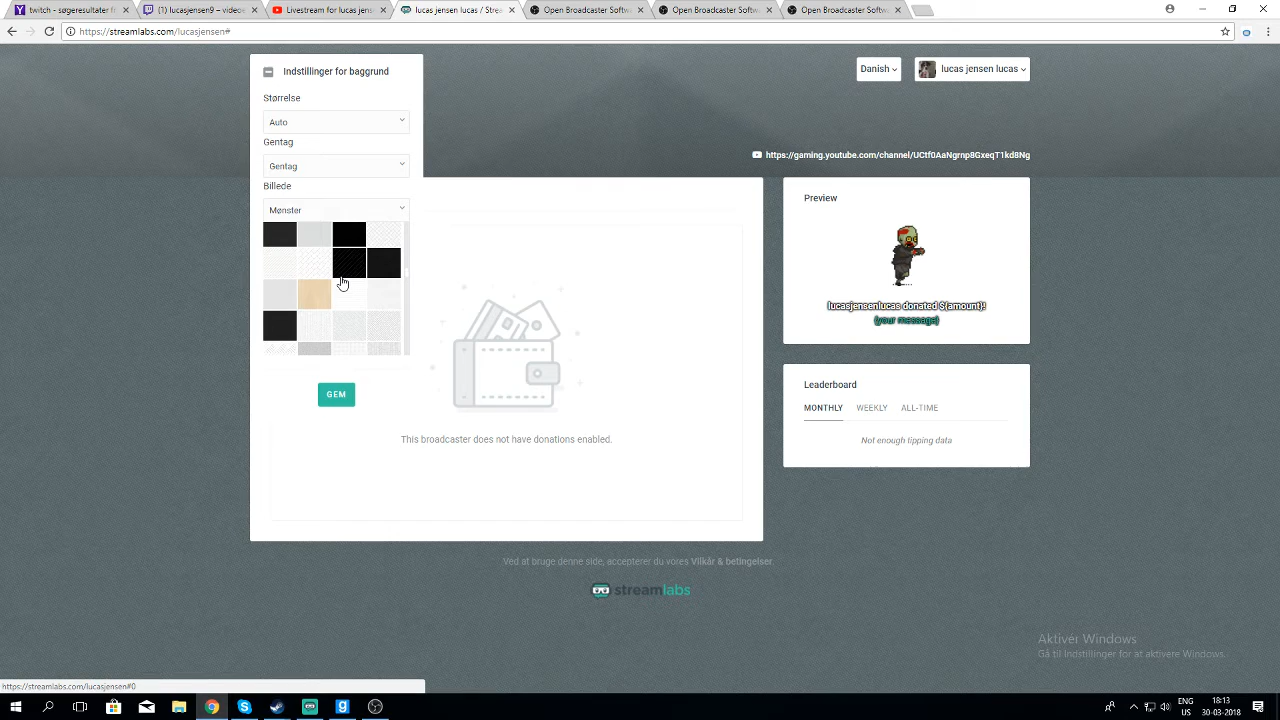 twitch - søgeresultater
(1) lucasjensen9 – video
Livestream for lucas jen
lucas jensen lucas / Stre
Open Broadcaster Softw
Open Broadcaster Softw
Open Broadcaster Softw
https://streamlabs.com/lucasjensen#
Indstillinger for baggrund
Danish
lucas jensen lucas
Størrelse
Auto
Gentag
Gentag
Billede
Mønster
GEM
https://gaming.youtube.com/channel/UCtf0AaNgrnp8GxeqT1kd8Ng
Preview
lucasjensenlucas donated ${amount}!
{your message}
Leaderboard
MONTHLY WEEKLY ALL-TIME
Not enough tipping data
This broadcaster does not have donations enabled.
Ved at bruge denne side, accepterer du vores Vilkår & betingelser
streamlabs
Aktivér Windows
Gå til Indstillinger for at aktivere Windows.
https://streamlabs.com/lucasjensen#0
ENG
US
18:13
30-03-2018